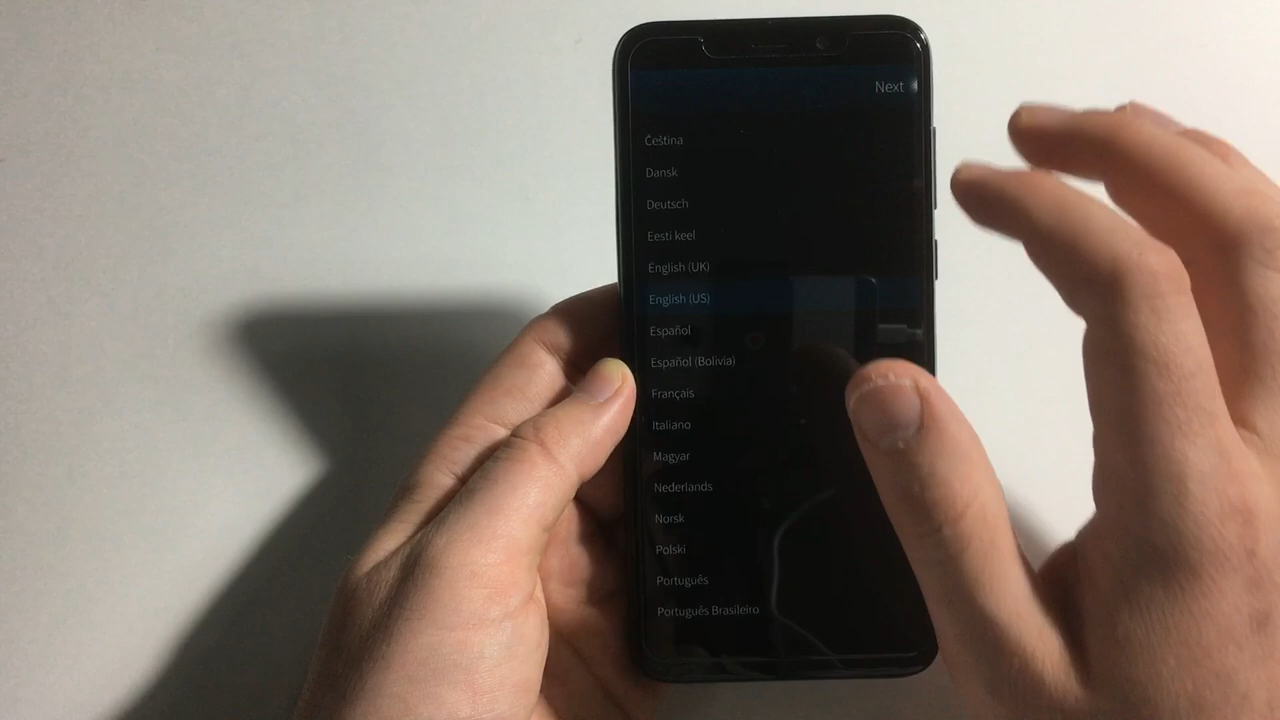 Next
Čeština
Dansk
Deutsch
Eesti keel
English (UK)
English (US)
Español
Español (Bolivia)
Français
Italiano
Magyar
Nederlands
Norsk
Polski
Português
Português Brasileiro